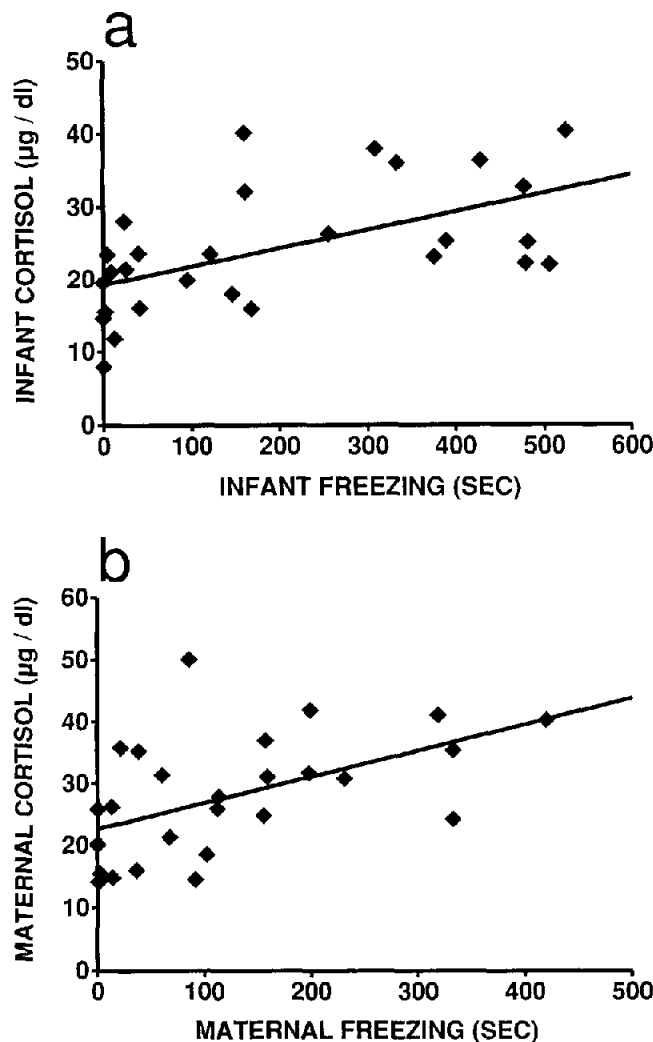 a
50
40
30
20
10
0
INFANT CORTISOL (µg / dl)
0 100 200 300 400 500 600
INFANT FREEZING (SEC)
b
60
50
40
30
20
10
0
MATERNAL CORTISOL (µg / dl)
0 100 200 300 400 500
MATERNAL FREEZING (SEC)